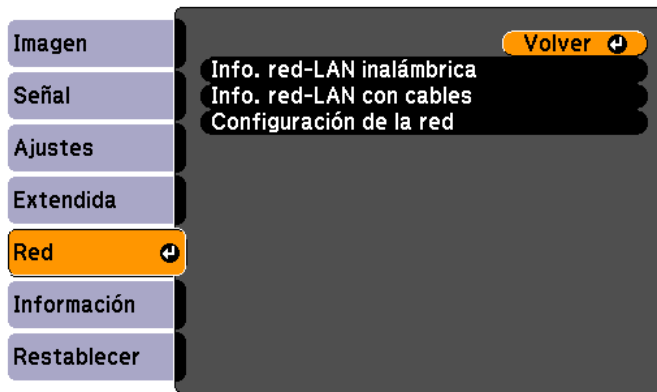 Imagen
Señal
Ajustes
Extendida
Red
Información
Restablecer
Volver
Info. red-LAN inalámbrica
Info. red-LAN con cables
Configuración de la red